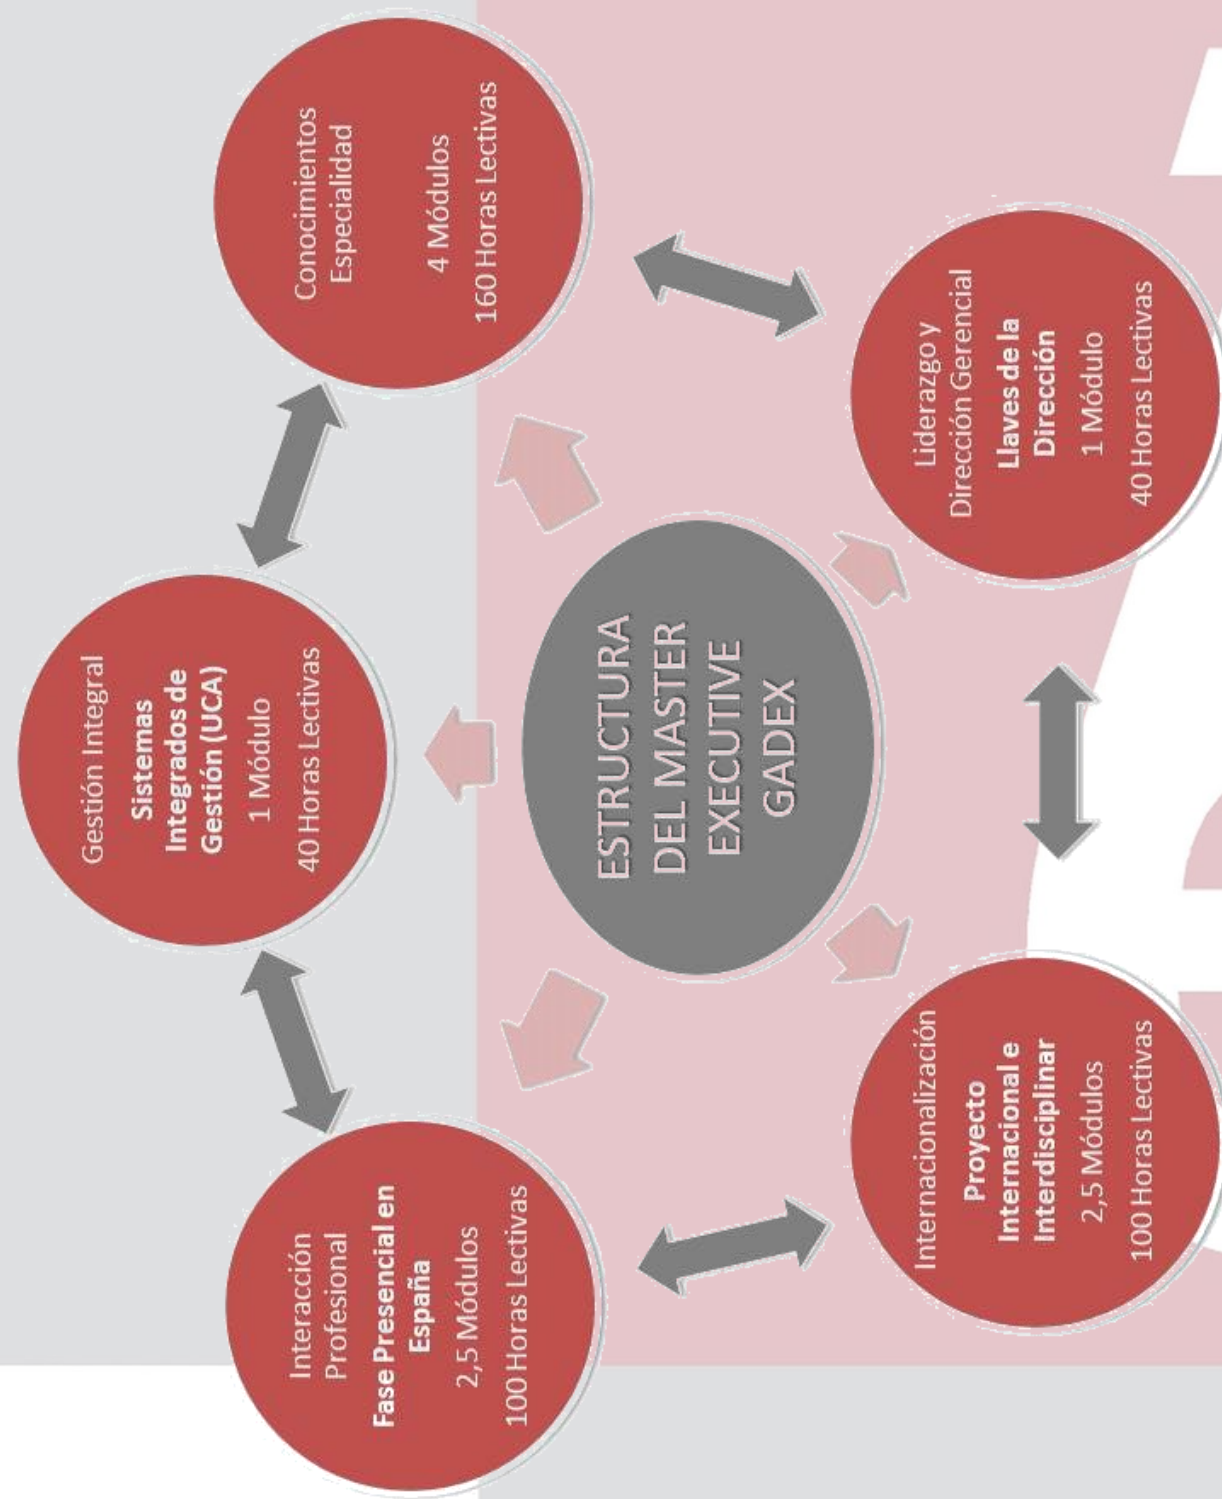 Gestión Integral
Sistemas
Integrados de
Gestión (UCA)
1 Módulo
40 Horas Lectivas
Interacción
Profesional
Fase Presencial en
España
2,5 Módulos
100 Horas Lectivas
Conocimientos
Especialidad
4 Módulos
160 Horas Lectivas
ESTRUCTURA
DEL MASTER
EXECUTIVE
GADEX
Internacionalización
Proyecto
Internacional e
Interdisciplinar
2,5 Módulos
100 Horas Lectivas
Liderazgo y
Dirección Gerencial
Llaves de la
Dirección
1 Módulo
40 Horas Lectivas